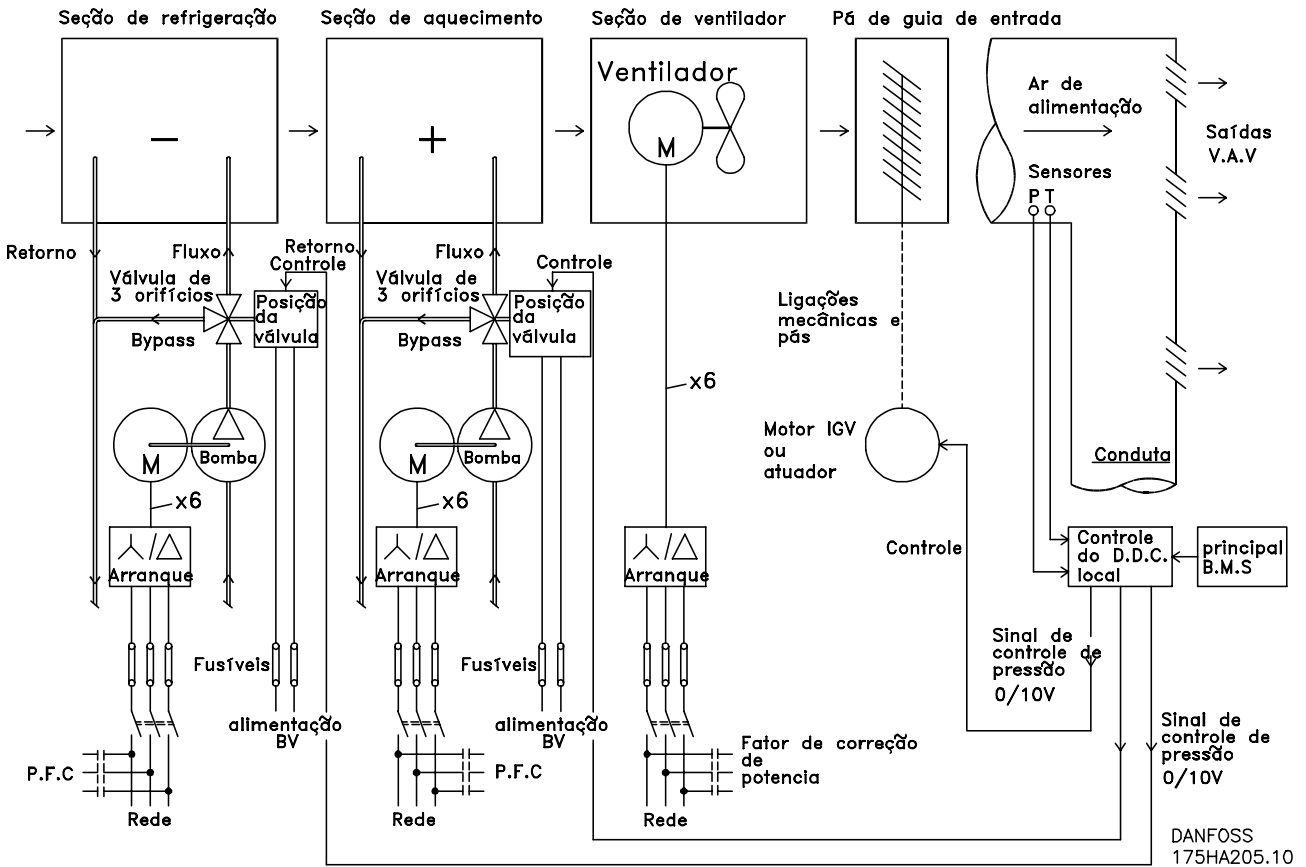 Seção de refrigeração
Seção de aquecimento
Seção de ventilador
Pá de guia de entrada
Ventilador
M
Ar de
alimentação
Saídas
V.A.V
Sensores
P T
Retorno
Fluxo
Válvula de
3 orifícios
Bypass
Retorno
Controle
Posição
da
válvula
Fluxo
Válvula de
3 orifícios
Bypass
Controle
Posição
da
válvula
Ligações
mecânicas e
pás
x6
M
Bomba
x6
M
Bomba
x6
Motor IGV
ou
atuador
Conduta
Arranque
Arranque
Arranque
Controle
Controle
do D.D.C.
local
principal
B.M.S
Fusíveis
Fusíveis
Sinal de
controle de
pressão
0/10V
alimentação
BV
alimentação
BV
Sinal de
controle de
pressão
0/10V
P.F.C
P.F.C
Fator de correção
de
potencia
Rede
Rede
Rede
DANFOSS
175HA205.10